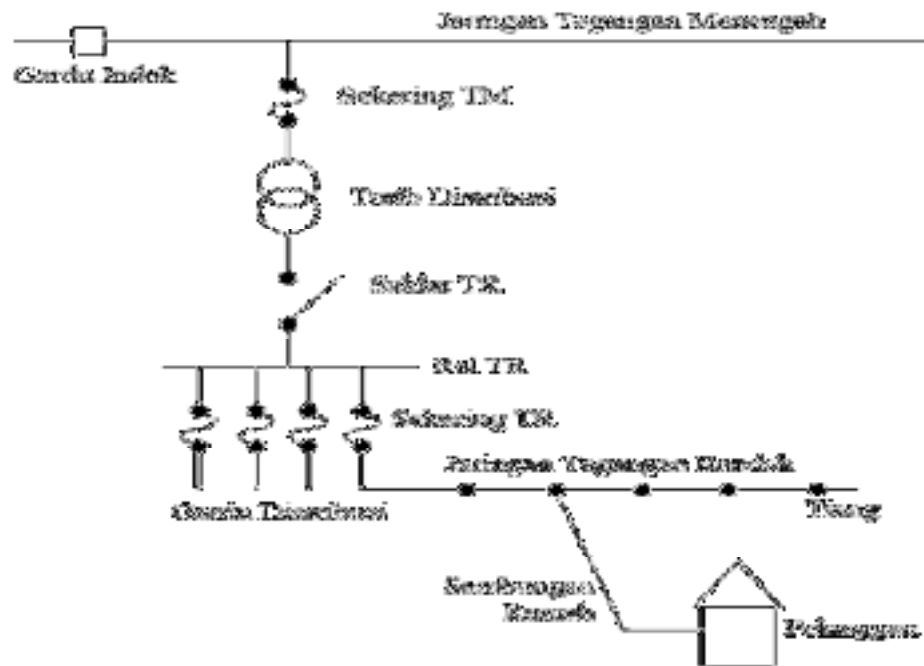 Jaringan Tegangan Menengah
Gardu Induk
Sekering TM.
Trafo Distribusi
Saklar TR.
Rel TR.
Sekering TR.
Jaringan Tegangan Rendah
Gardu Distribusi
Tiang
Sambungan
Rumah
Pelanggan